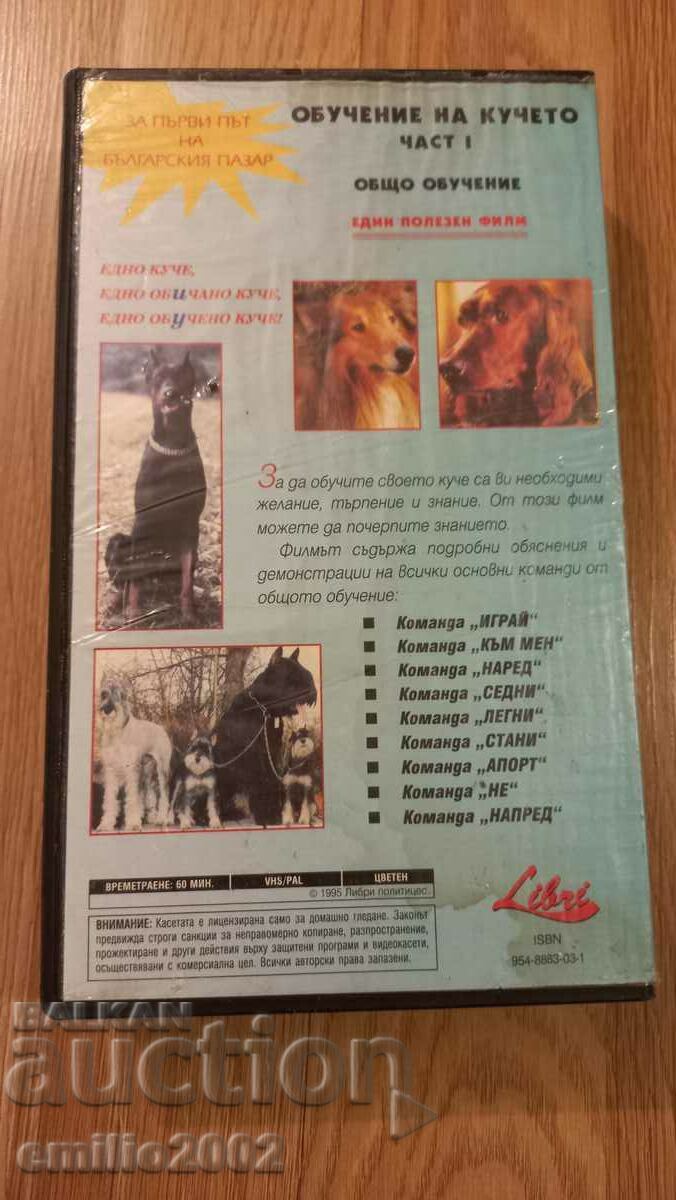 ЗА ПЪРВИ ПЪТ
НА
БЪЛГАРСКИЯ ПАЗАР
ОБУЧЕНИЕ НА КУЧЕТО
ЧАСТ I
ОБЩО ОБУЧЕНИЕ
ЕДИН ПОЛЕЗЕН ФИЛМ
ЕДНО КУЧЕ,
ЕДНО ОБИЧАНО КУЧЕ,
ЕДНО ОБУЧЕНО КУЧЕ!
За да обучите своето куче са ви необходими
желание, търпение и знание. От този филм
можете да почерпите знанието.
Филмът съдържа подробни обяснения и
демонстрации на всички основни команди от
общото обучение:
■ Команда „ИГРАЙ“
■ Команда „КЪМ МЕН“
■ Команда „НАРЕД“
■ Команда „СЕДНИ“
■ Команда „ЛЕГНИ“
■ Команда „СТАНИ“
■ Команда „АПОРТ“
■ Команда „НЕ“
■ Команда „НАПРЕД“
ВРЕМЕТРАЕНЕ: 60 МИН. VHS/PAL ЦВЕТЕН
© 1995 Либри политицес.
ВНИМАНИЕ: Касетата е лицензирана само за домашно гледане. Законът
предвижда строги санкции за неправомерно копиране, разпространение,
прожектиране и други действия върху защитени програми и видеокасети,
осъществявани с комерсиална цел. Всички авторски права запазени.
Libri
ISBN
954-8883-03-1
BALKAN
auction
emilio2002